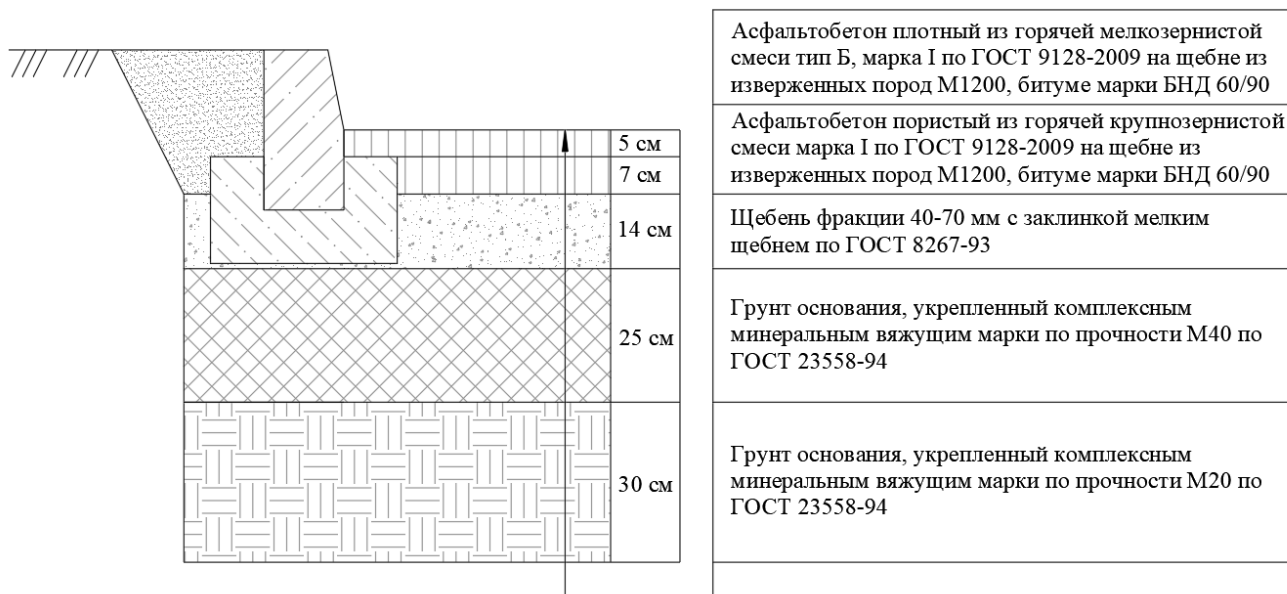 Асфальтобетон плотный из горячей мелкозернистой
смеси тип Б, марка I по ГОСТ 9128-2009 на щебне из
изверженных пород М1200, битуме марки БНД 60/90
5 см
Асфальтобетон пористый из горячей крупнозернистой
смеси марка I по ГОСТ 9128-2009 на щебне из
изверженных пород М1200, битуме марки БНД 60/90
7 см
Щебень фракции 40-70 мм с заклинкой мелким
щебнем по ГОСТ 8267-93
14 см
Грунт основания, укрепленный комплексным
минеральным вяжущим марки по прочности М40 по
ГОСТ 23558-94
25 см
Грунт основания, укрепленный комплексным
минеральным вяжущим марки по прочности М20 по
ГОСТ 23558-94
30 см